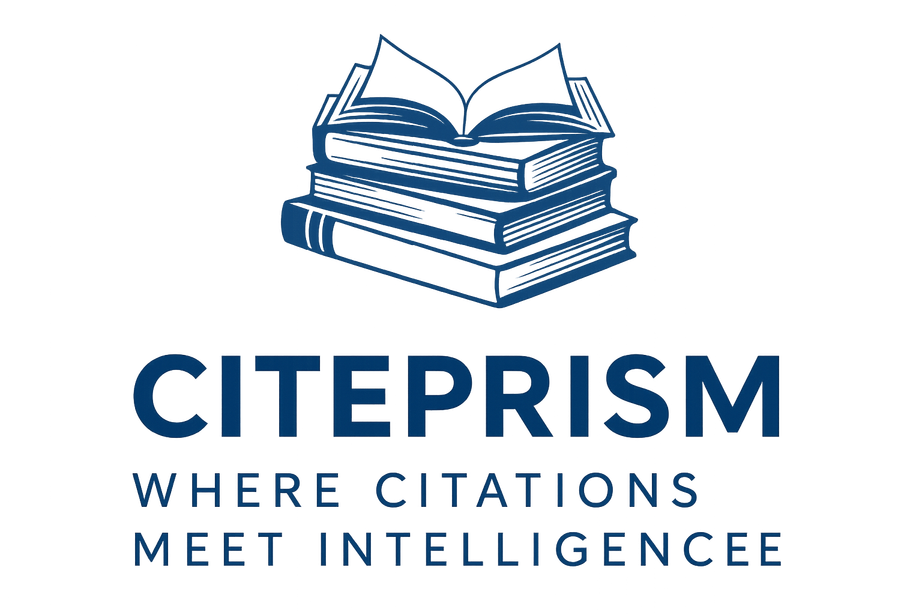 CITEPRISM
WHERE CITATIONS
MEET INTELLIGENCEE